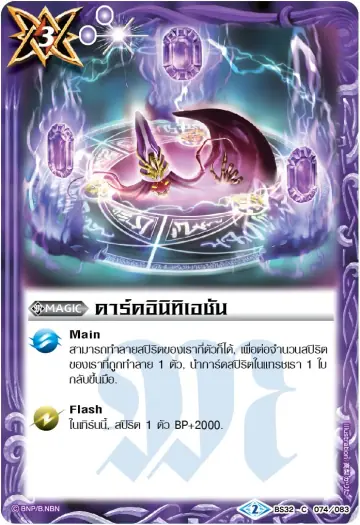 3
MAGIC ดาร์คอินิทิเอชัน
Main
สามารถทำลายสปิริตของเรากี่ตัวก็ได้, เพื่อต่อจำนวนสปิริต
ของเราที่ถูกทำลาย 1 ตัว, นำการ์ดสปิริตในแทรชเรา 1 ใบ
กลับขึ้นมือ.
Flash
ในเทิร์นนี้, สปิริต 1 ตัว BP+2000.
©BNP/B.NBN
2 BS32 - C 074/083